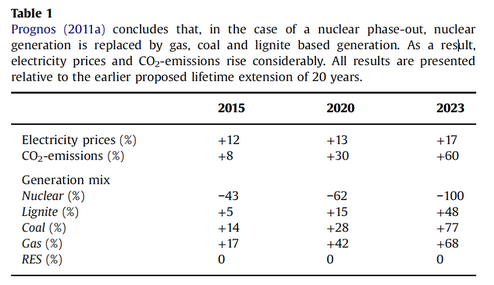 Table 1
Prognos (2011a) concludes that, in the case of a nuclear phase-out, nuclear
generation is replaced by gas, coal and lignite based generation. As a result,
electricity prices and CO₂-emissions rise considerably. All results are presented
relative to the earlier proposed lifetime extension of 20 years.
2015 2020 2023
Electricity prices (%) +12 +13 +17
CO₂-emissions (%) +8 +30 +60
Generation mix
Nuclear (%) −43 −62 −100
Lignite (%) +5 +15 +48
Coal (%) +14 +28 +77
Gas (%) +17 +42 +68
RES (%) 0 0 0